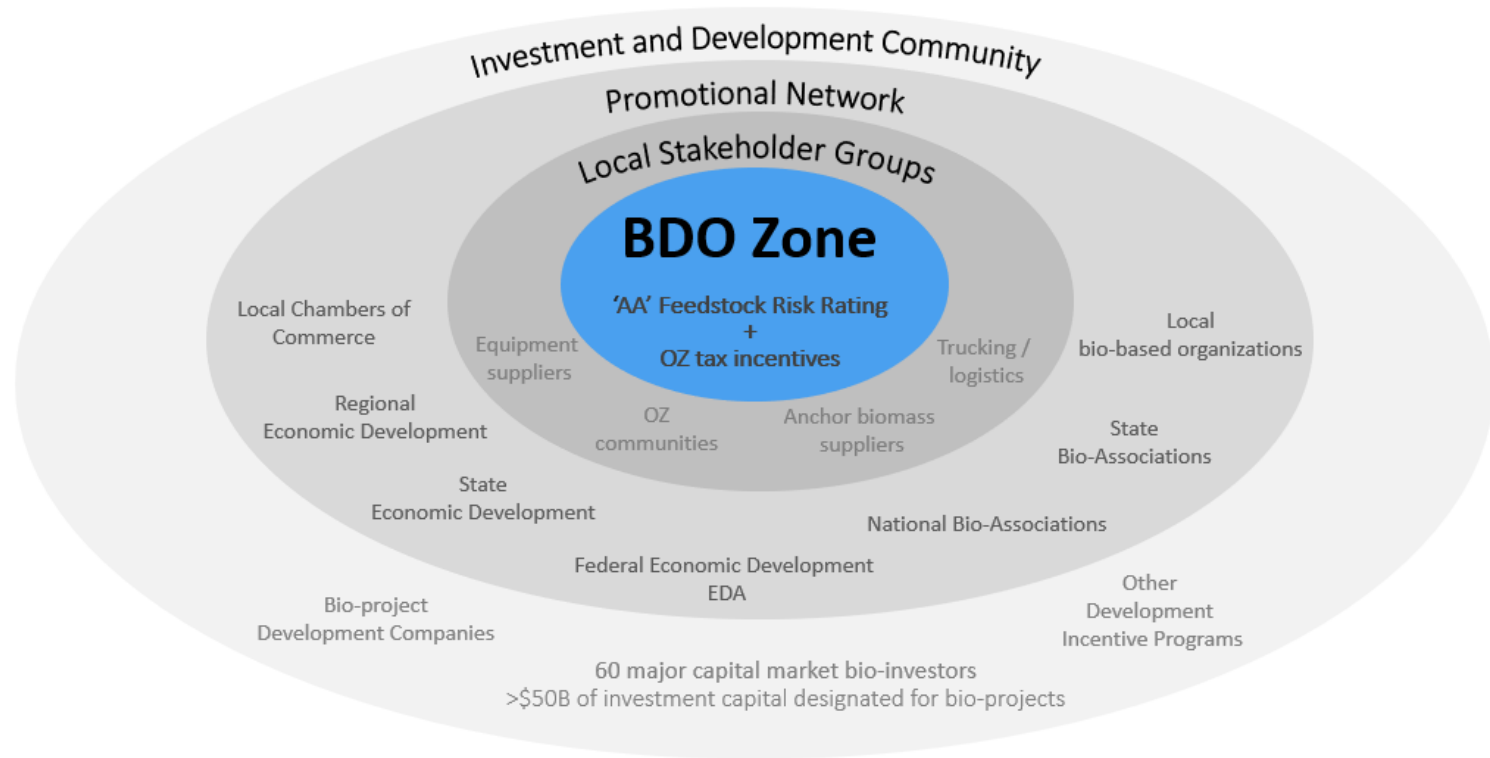 Investment and Development Community
Promotional Network
Local Stakeholder Groups
BDO Zone
‘AA’ Feedstock Risk Rating
+
OZ tax incentives
Equipment
suppliers
OZ
communities
Anchor biomass
suppliers
Trucking /
logistics
Local Chambers of
Commerce
Regional
Economic Development
State
Economic Development
Federal Economic Development
EDA
National Bio-Associations
State
Bio-Associations
Local
bio-based organizations
Bio-project
Development Companies
60 major capital market bio-investors
>$50B of investment capital designated for bio-projects
Other
Development
Incentive Programs